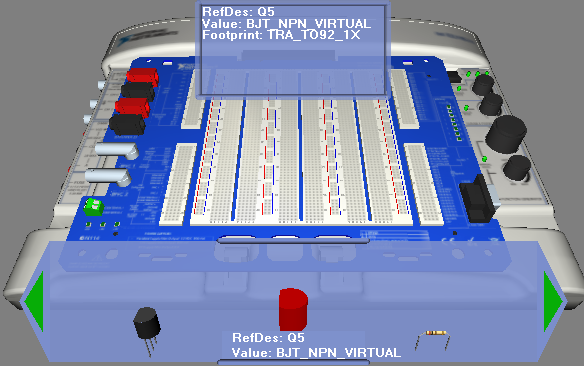 RefDes: Q5
Value: BJT_NPN_VIRTUAL
Footprint: TRA_TO92_1X
RefDes: Q5
Value: BJT_NPN_VIRTUAL